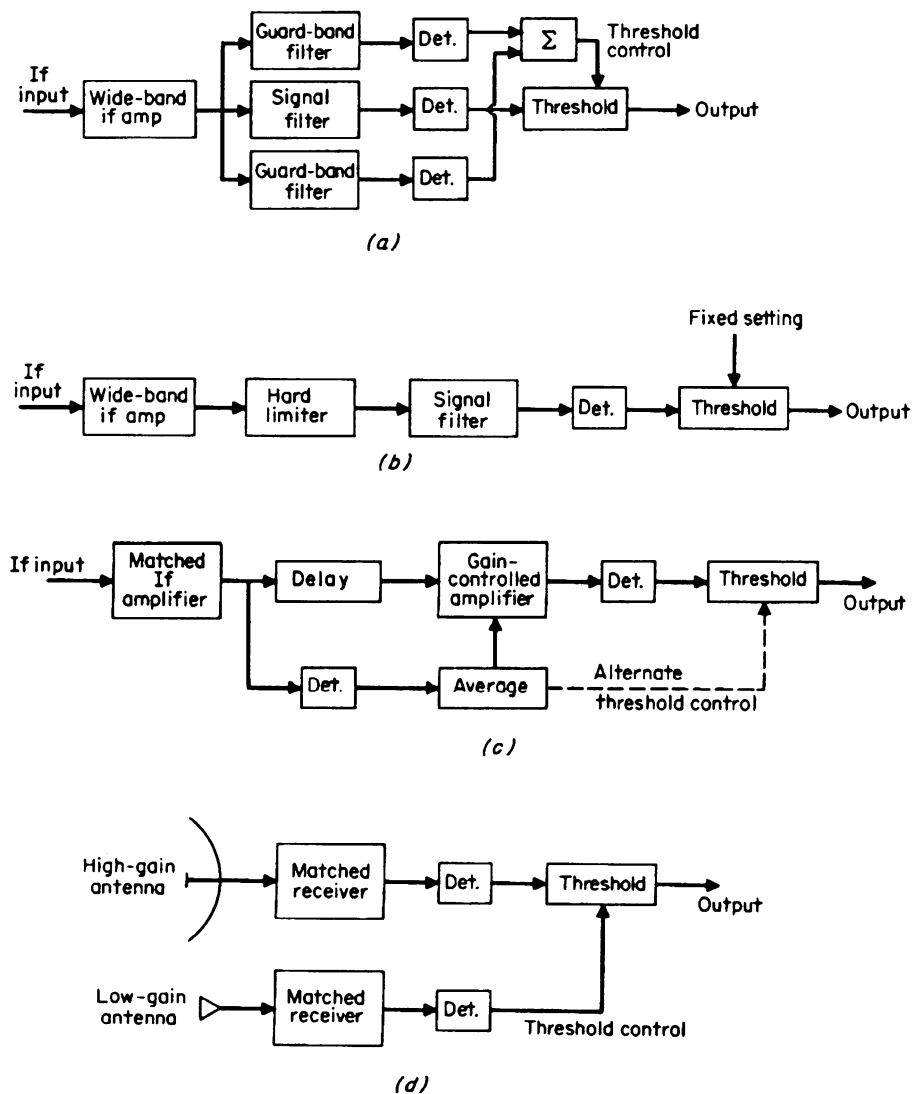 Guard-band
filter
Det.
Σ
Threshold
control
If
input
Wide-band
if amp
Signal
filter
Det.
Threshold
Output
Guard-band
filter
Det.
(a)
Fixed setting
If
input
Wide-band
if amp
Hard
limiter
Signal
filter
Det.
Threshold
Output
(b)
If input
Matched
If
amplifier
Delay
Gain-
controlled
amplifier
Det.
Threshold
Output
Det.
Average
Alternate
threshold control
(c)
High-gain
antenna
Matched
receiver
Det.
Threshold
Output
Low-gain
antenna
Matched
receiver
Det.
Threshold control
(d)